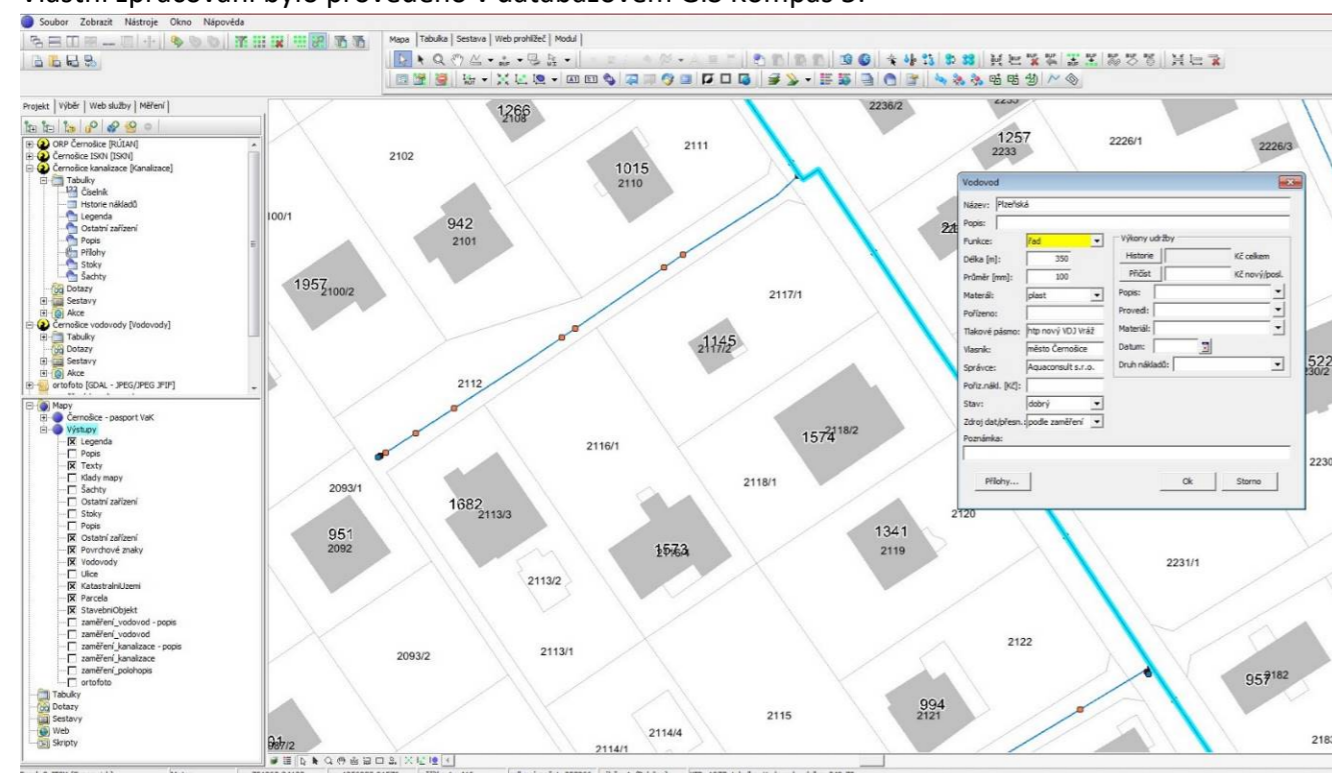 Vlastní zpracování bylo provedeno v databázovém GIS Kompas 3.
Soubor Zobrazit Nástroje Okno Nápověda
Mapa Tabulka Sestava Web prohlížeč Modul
Projekt Výběr Web služby Měření
ORP Černošice [RÚIAN]
Černošice ISKN [ISKN]
Černošice kanalizace [Kanalizace]
Tabulky
Číselník
Historie nákladů
Legenda
Ostatní zařízení
Popis
Přílohy
Stoky
Šachty
Dotazy
Sestavy
Akce
Černošice vodovody [Vodovody]
Tabulky
Dotazy
Sestavy
Akce
ortofoto [GDAL - JPEG/JPEG JFIF]
Mapy
Černošice - pasport VaK
Výstupy
Legenda
Popis
Texty
Klady mapy
Šachty
Ostatní zařízení
Stoky
Popis
Ostatní zařízení
Povrchové znaky
Vodovody
Ulice
KatastralniUzemi
Parcela
StavebniObjekt
zaměření_vodovod - popis
zaměření_vodovod
zaměření_kanalizace - popis
zaměření_kanalizace
zaměření_polohopis
ortofoto
Tabulky
Dotazy
Sestavy
Web
Skripty
1266
2108
2236/2
2102
2111
1257
2233
2226/1
2226/3
1015
2110
942
2101
1957
2100/2
2117/1
1145
2117/2
2112
2116/1
1574
2118/2
2118/1
2093/1
1682
2113/3
951
2092
1573
1341
2119
2120
2113/2
2231/1
2093/2
2113/1
2122
957
2182
994
2121
2115
2114/4
2114/1
Vodovod
Název: Plzeňská
Popis:
Funkce: řad
Délka [m]: 350
Průměr [mm]: 100
Materál: plast
Pořízeno:
Tlakové pásmo: htp nový VDJ Vráž
Vlasník: město Černošice
Správce: Aquaconsult s.r.o.
Poříz.nákl. [Kč]:
Stav: dobrý
Zdroj dat/přesn.: podle zaměření
Poznámka:
Výkony udržby
Historie Kč celkem
Přičíst Kč nový/posl.
Popis:
Provedl:
Materiál:
Datum:
Druh nákladů:
Přílohy... Ok Storno